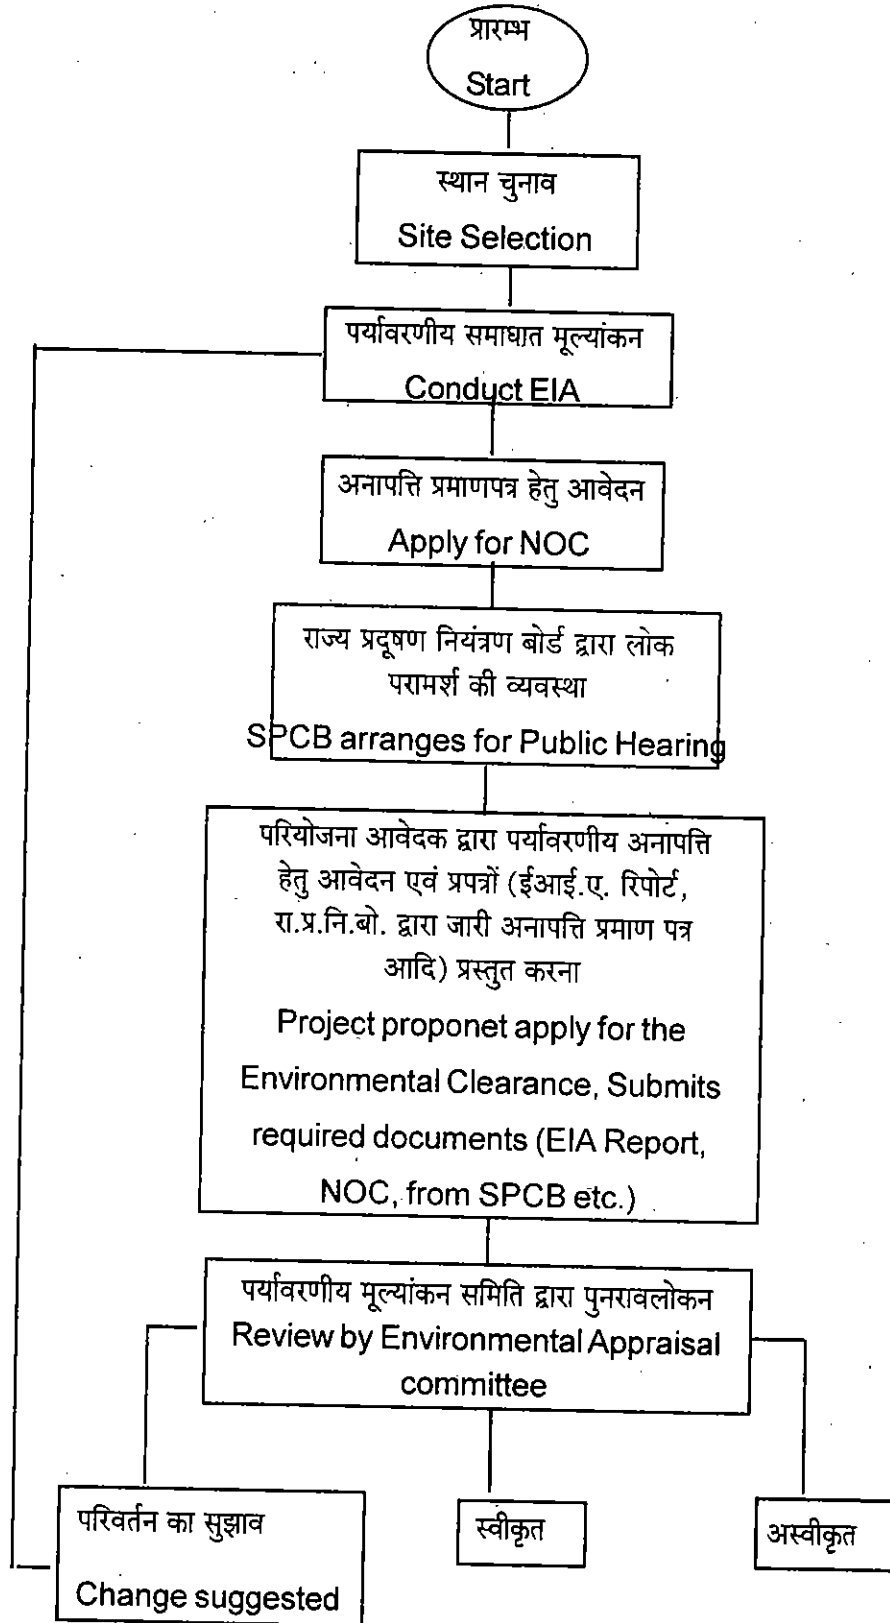 प्रारम्भ
Start
स्थान चुनाव
Site Selection
पर्यावरणीय समाधात मूल्यांकन
Conduct EIA
अनापत्ति प्रमाणपत्र हेतु आवेदन
Apply for NOC
राज्य प्रदूषण नियंत्रण बोर्ड द्वारा लोक
परामर्श की व्यवस्था
SPCB arranges for Public Hearing
परियोजना आवेदक द्वारा पर्यावरणीय अनापत्ति
हेतु आवेदन एवं प्रपत्रों (ईआई.ए. रिपोर्ट,
रा.प्र.नि.बो. द्वारा जारी अनापत्ति प्रमाण पत्र
आदि) प्रस्तुत करना
Project proponet apply for the
Environmental Clearance, Submits
required documents (EIA Report,
NOC, from SPCB etc.)
पर्यावरणीय मूल्यांकन समिति द्वारा पुनरावलोकन
Review by Environmental Appraisal
committee
परिवर्तन का सुझाव
Change suggested
स्वीकृत
अस्वीकृत